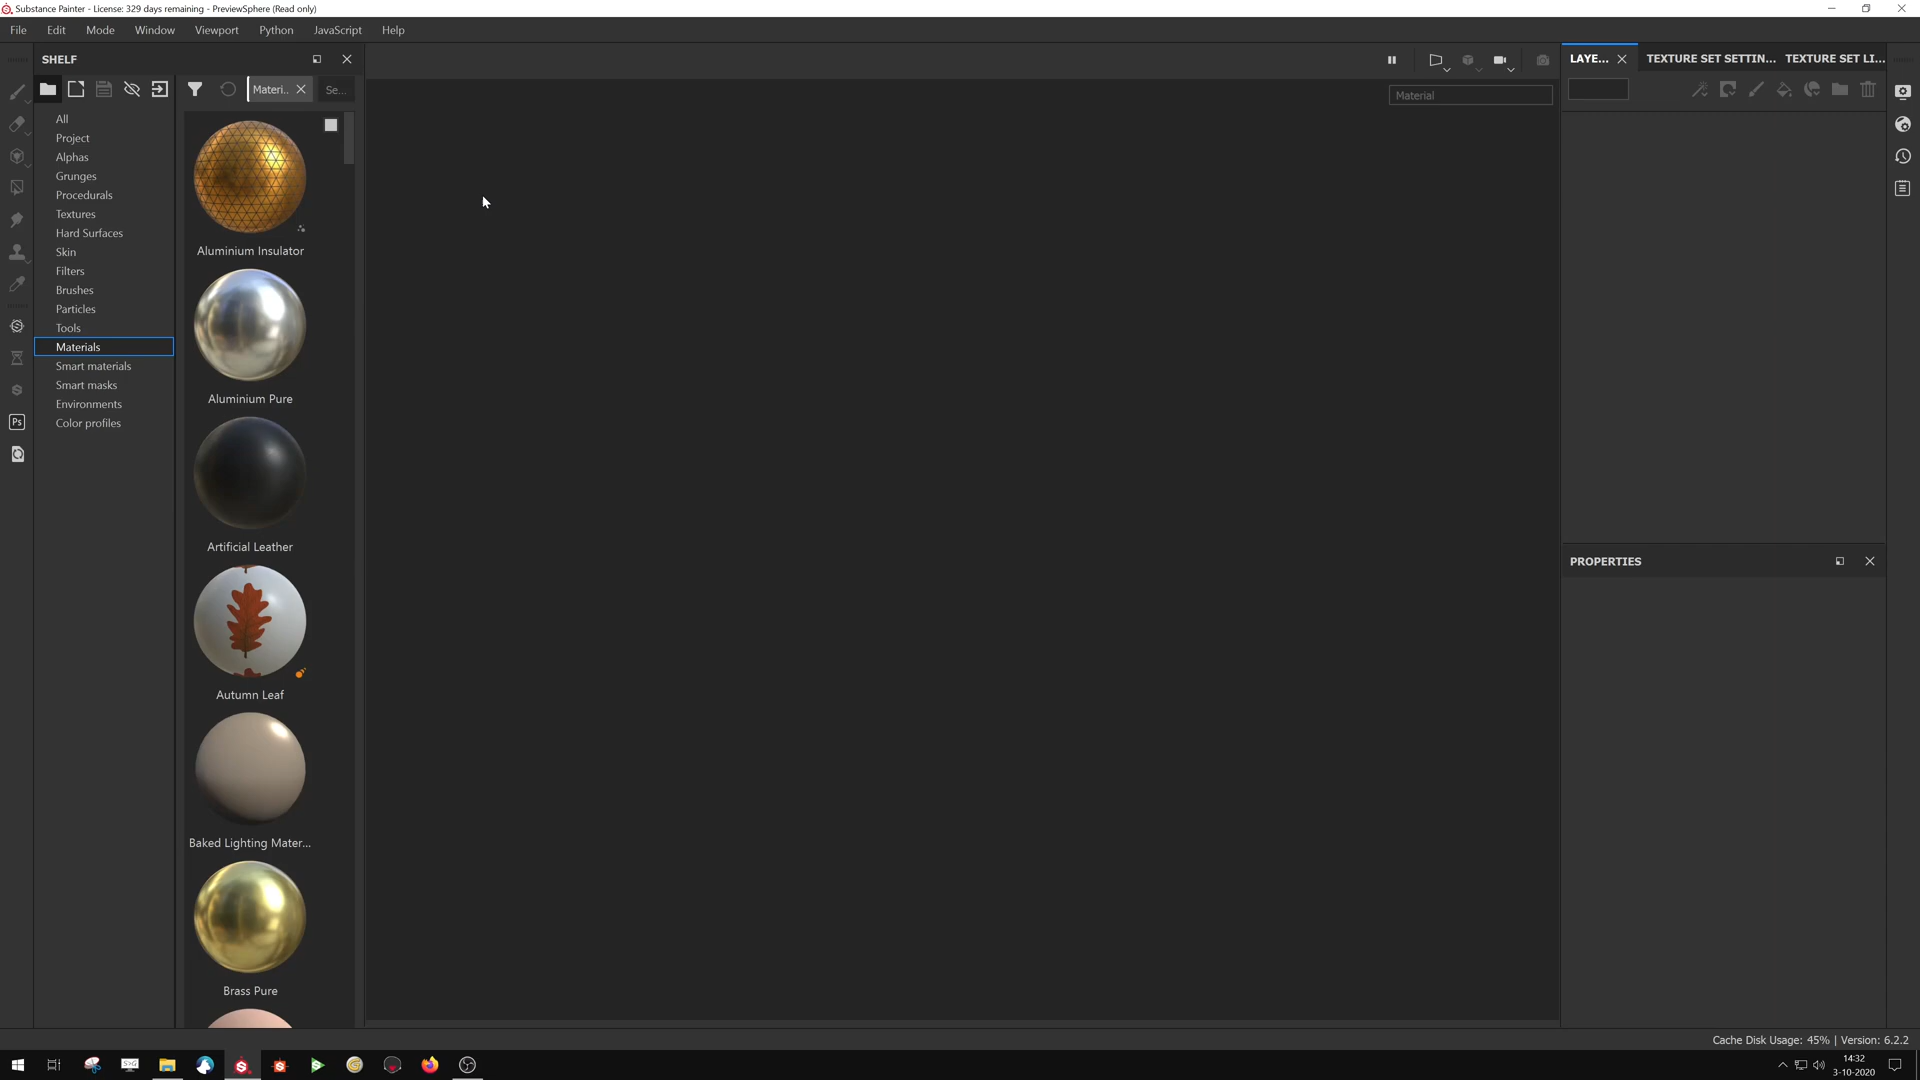 Substance Painter - License: 329 days remaining - PreviewSphere (Read only)
File Edit Mode Window Viewport Python JavaScript Help
SHELF
Materi..
Se...
All
Project
Alphas
Grunges
Procedurals
Textures
Hard Surfaces
Skin
Filters
Brushes
Particles
Tools
Materials
Smart materials
Smart masks
Environments
Color profiles
Aluminium Insulator
Aluminium Pure
Artificial Leather
Autumn Leaf
Baked Lighting Mater...
Brass Pure
Material
LAYE...
TEXTURE SET SETTIN...
TEXTURE SET LI...
PROPERTIES
Ps
Cache Disk Usage: 45% | Version: 6.2.2
14:32
3-10-2020